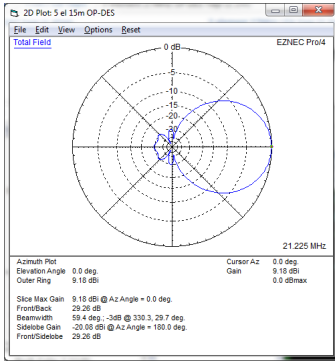 2D Plot: 5 el 15m OP-DES
File Edit View Options Reset
Total Field
EZNEC Pro/4
0 dB
-5
-10
-15
-20
-30
21.225 MHz
Azimuth Plot
Elevation Angle 0.0 deg.
Outer Ring 9.18 dBi
Cursor Az 0.0 deg.
Gain 9.18 dBi
0.0 dBmax
Slice Max Gain 9.18 dBi @ Az Angle = 0.0 deg.
Front/Back 29.26 dB
Beamwidth 59.4 deg.; -3dB @ 330.3, 29.7 deg.
Sidelobe Gain -20.08 dBi @ Az Angle = 180.0 deg.
Front/Sidelobe 29.26 dB